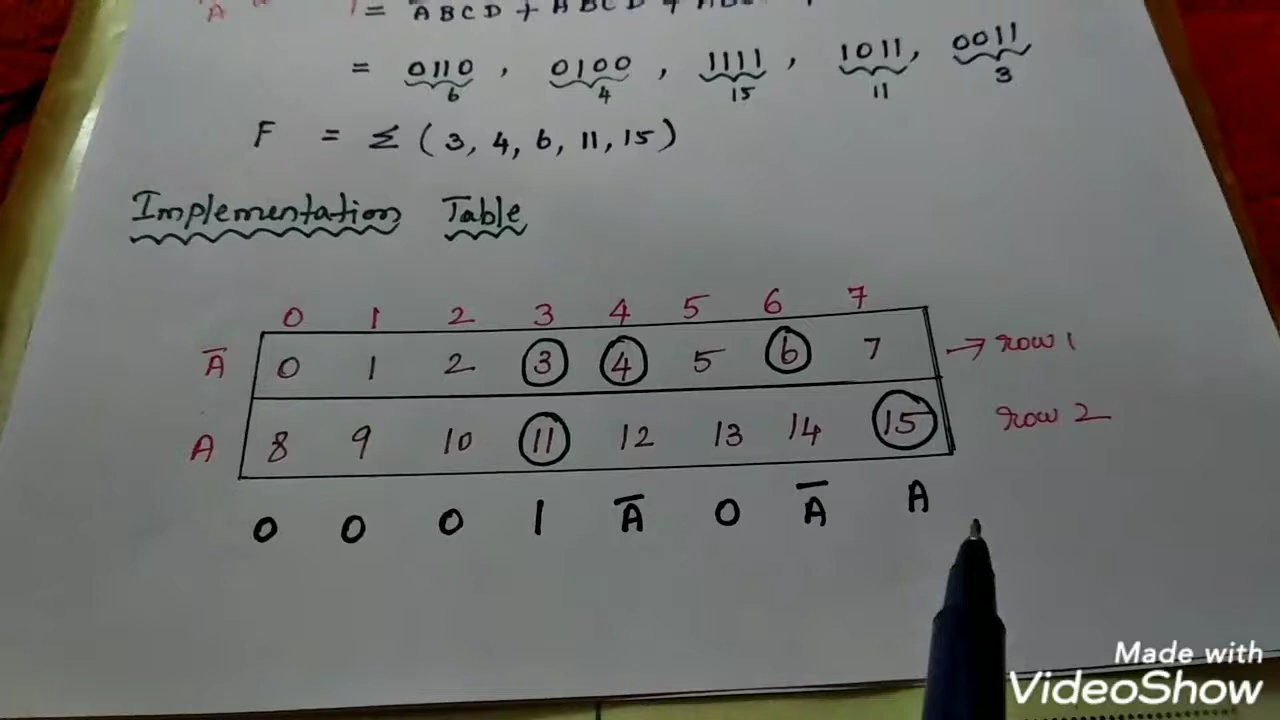 = A̅ B C D +
= 0110 , 0100 , 1111 , 1011 , 0011
6 4 15 11 3
F = Σ ( 3, 4, 6, 11, 15 )
Implementation Table
0 1 2 3 4 5 6 7
A̅ 0 1 2 3 4 5 6 7 → row 1
A 8 9 10 11 12 13 14 15 row 2
0 0 0 1 A̅ 0 A̅ A
Made with
VideoShow